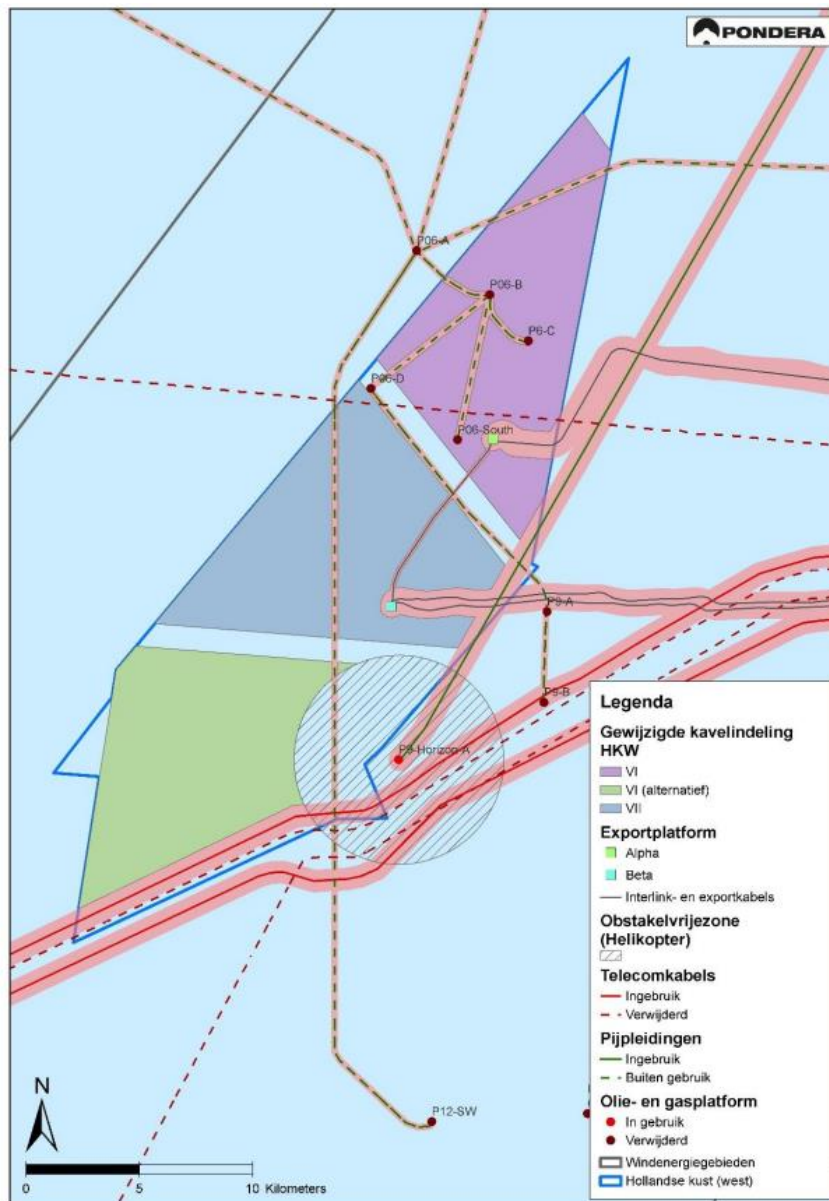 PONDERA
P06-A
P06-B
P6-C
P06-D
P06-South
P9-A
P9-B
P9-Horizon-A
P12-SW
Legenda
Gewijzigde kavelindeling
HKW
VI
VI (alternatief)
VII
Exportplatform
Alpha
Beta
Interlink- en exportkabels
Obstakelvrijezone
(Helikopter)
Telecomkabels
Ingebruik
Verwijderd
Pijpleidingen
Ingebruik
Buiten gebruik
Olie- en gasplatform
In gebruik
Verwijderd
Windenergiegebieden
Hollandse kust (west)
N
0 5 10 Kilometers